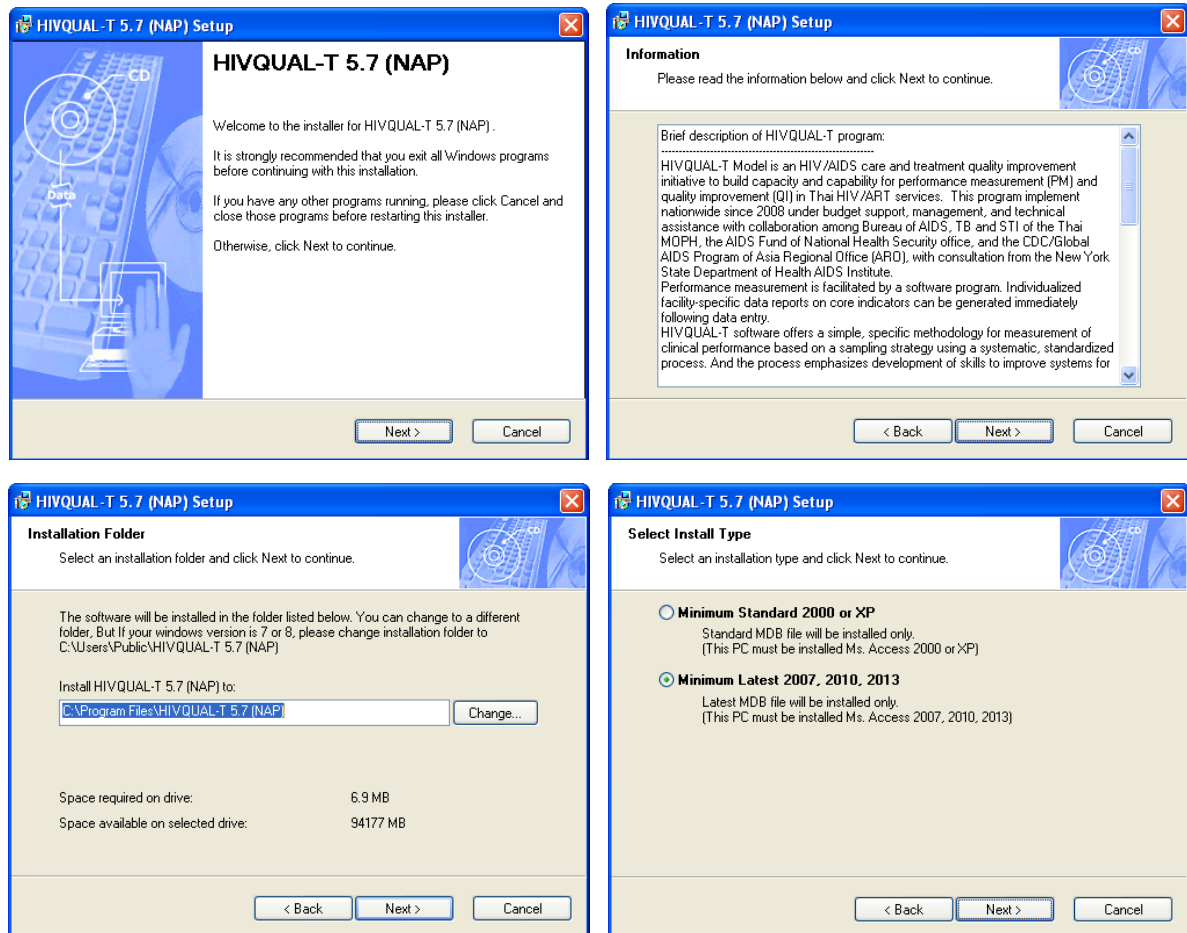 HIVQUAL-T 5.7 (NAP) Setup
CD
Data
HIVQUAL-T 5.7 (NAP)
Welcome to the installer for HIVQUAL-T 5.7 (NAP) .
It is strongly recommended that you exit all Windows programs
before continuing with this installation.
If you have any other programs running, please click Cancel and
close those programs before restarting this installer.
Otherwise, click Next to continue.
Next >
Cancel
HIVQUAL-T 5.7 (NAP) Setup
Information
Please read the information below and click Next to continue.
CD
Brief description of HIVQUAL-T program:
------------------------------------------------------------
HIVQUAL-T Model is an HIV/AIDS care and treatment quality improvement
initiative to build capacity and capability for performance measurement (PM) and
quality improvement (QI) in Thai HIV/ART services.  This program implement
nationwide since 2008 under budget support, management, and technical
assistance with collaboration among Bureau of AIDS, TB and STI of the Thai
MOPH, the AIDS Fund of National Health Security office, and the CDC/Global
AIDS Program of Asia Regional Office (ARO), with consultation from the New York
State Department of Health AIDS Institute.
Performance measurement is facilitated by a software program. Individualized
facility-specific data reports on core indicators can be generated immediately
following data entry.
HIVQUAL-T software offers a simple, specific methodology for measurement of
clinical performance based on a sampling strategy using a systematic, standardized
process. And the process emphasizes development of skills to improve systems for
< Back
Next >
Cancel
HIVQUAL-T 5.7 (NAP) Setup
Installation Folder
Select an installation folder and click Next to continue.
CD
The software will be installed in the folder listed below. You can change to a different
folder, But If your windows version is 7 or 8, please change installation folder to
C:\Users\Public\HIVQUAL-T 5.7 (NAP)
Install HIVQUAL-T 5.7 (NAP) to:
C:\Program Files\HIVQUAL-T 5.7 (NAP)
Change...
Space required on drive: 6.9 MB
Space available on selected drive: 94177 MB
< Back
Next >
Cancel
HIVQUAL-T 5.7 (NAP) Setup
Select Install Type
Select an installation type and click Next to continue.
CD
Minimum Standard 2000 or XP
Standard MDB file will be installed only.
(This PC must be installed Ms. Access 2000 or XP)
Minimum Latest 2007, 2010, 2013
Latest MDB file will be installed only.
(This PC must be installed Ms. Access 2007, 2010, 2013)
< Back
Next >
Cancel